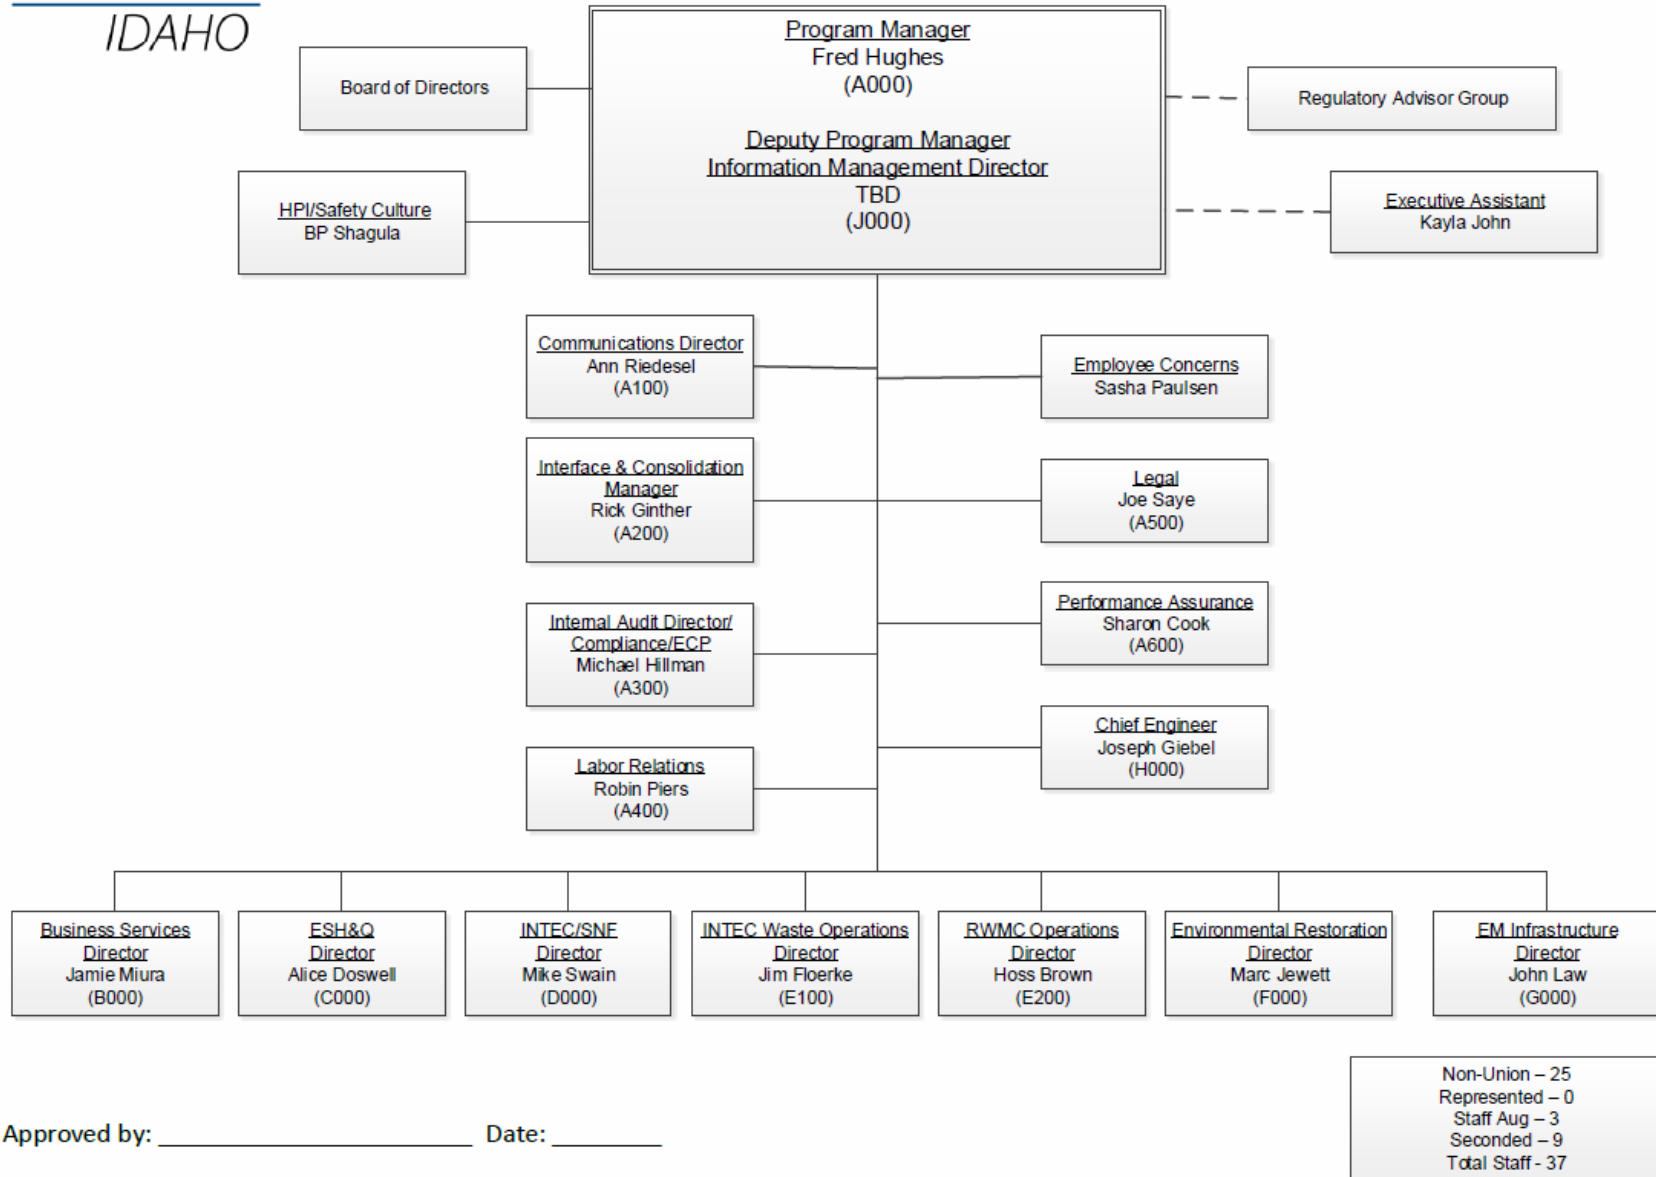 IDAHO
Program Manager
Fred Hughes
(A000)
Deputy Program Manager
Information Management Director
TBD
(J000)
Board of Directors
Regulatory Advisor Group
HPI/Safety Culture
BP Shagula
Executive Assistant
Kayla John
Communications Director
Ann Riedesel
(A100)
Employee Concerns
Sasha Paulsen
Interface & Consolidation
Manager
Rick Ginther
(A200)
Legal
Joe Saye
(A500)
Internal Audit Director/
Compliance/ECP
Michael Hillman
(A300)
Performance Assurance
Sharon Cook
(A600)
Labor Relations
Robin Piers
(A400)
Chief Engineer
Joseph Giebel
(H000)
Business Services
Director
Jamie Miura
(B000)
ESH&Q
Director
Alice Doswell
(C000)
INTEC/SNF
Director
Mike Swain
(D000)
INTEC Waste Operations
Director
Jim Floerke
(E100)
RWMC Operations
Director
Hoss Brown
(E200)
Environmental Restoration
Director
Marc Jewett
(F000)
EM Infrastructure
Director
John Law
(G000)
Non-Union – 25
Represented – 0
Staff Aug – 3
Seconded – 9
Total Staff - 37
Approved by: ________________________ Date: ________